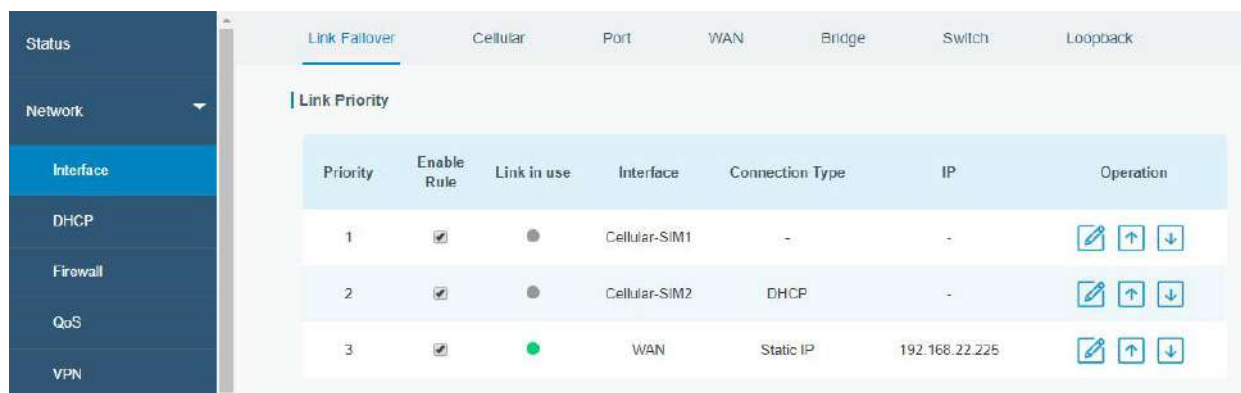 Status
Network
Interface
DHCP
Firewall
QoS
VPN
Link Failover Cellular Port WAN Bridge Switch Loopback
Link Priority
Priority Enable Rule Link in use Interface Connection Type IP Operation
1 Cellular-SIM1 - -
2 Cellular-SIM2 DHCP -
3 WAN Static IP 192.168.22.225